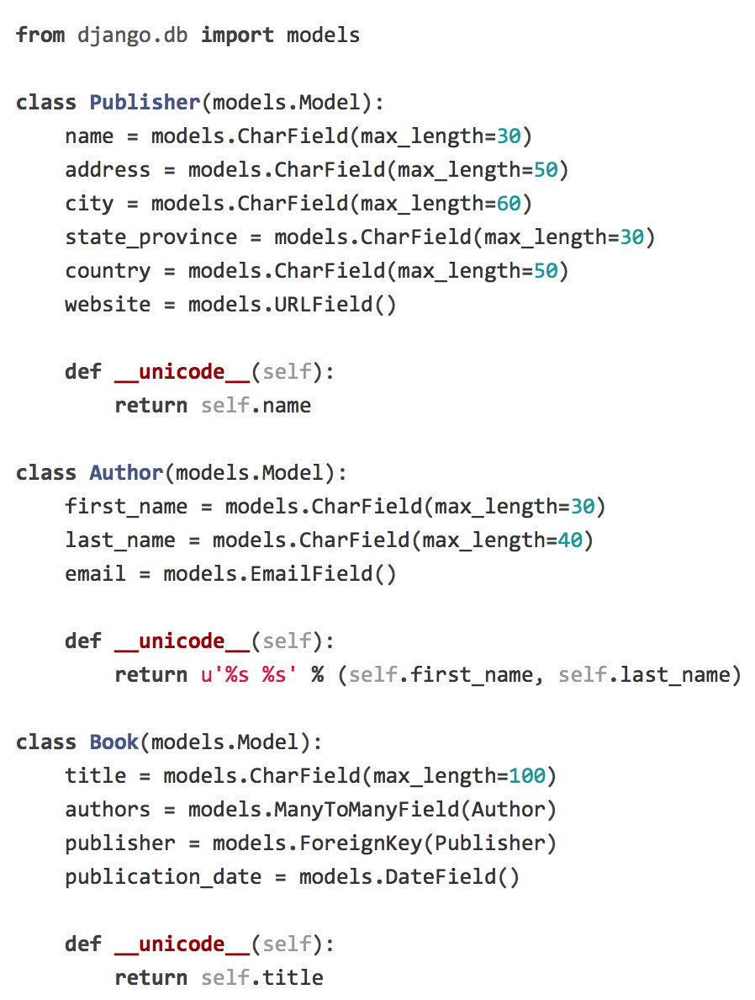 from django.db import models
class Publisher(models.Model):
    name = models.CharField(max_length=30)
    address = models.CharField(max_length=50)
    city = models.CharField(max_length=60)
    state_province = models.CharField(max_length=30)
    country = models.CharField(max_length=50)
    website = models.URLField()
    def __unicode__(self):
        return self.name
class Author(models.Model):
    first_name = models.CharField(max_length=30)
    last_name = models.CharField(max_length=40)
    email = models.EmailField()
    def __unicode__(self):
        return u'%s %s' % (self.first_name, self.last_name)
class Book(models.Model):
    title = models.CharField(max_length=100)
    authors = models.ManyToManyField(Author)
    publisher = models.ForeignKey(Publisher)
    publication_date = models.DateField()
    def __unicode__(self):
        return self.title